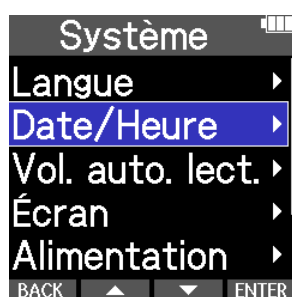 Système
Langue
Date/Heure
Vol. auto. lect.
Écran
Alimentation
BACK ENTER